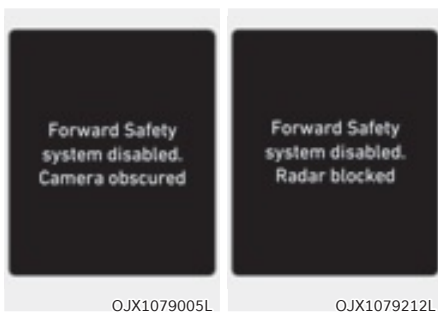 Forward Safety
system disabled.
Camera obscured
OJX1079005L
Forward Safety
system disabled.
Radar blocked
OJX1079212L